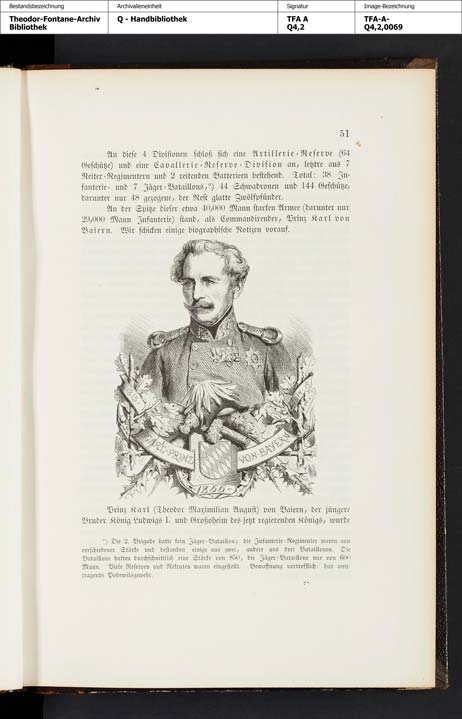 Bestandsbezeichnung
Archivalieneinheit
Signatur
Image-Bezeichnung
Theodor-Fontane-Archiv
Bibliothek
Q - Handbibliothek
TFA A
Q4,2
TFA-A-
Q4,2,0069
51
An diese 4 Divisionen schloß sich eine Artillerie-Reserve (64
Geschütze) und eine Cavallerie-Reserve-Division an, letztre aus 7
Reiter-Regimentern und 2 reitenden Batterieen bestehend. Total: 38 In-
fanterie- und 7 Jäger-Bataillons,*) 44 Schwadronen und 144 Geschütze,
darunter nur 48 gezogene, der Rest glatte Zwölfpfünder.
An der Spitze dieser etwa 40,000 Mann starken Armee (darunter nur
29,000 Mann Infanterie) stand, als Commandirender, Prinz Karl von
Baiern. Wir schicken einige biographische Notizen vorauf.
KARL-PRINZ
VON-BAYERN
-1866-
Prinz Karl (Theodor Maximilian August) von Baiern, der jüngere
Bruder König Ludwigs I. und Großoheim des jetzt regierenden Königs, wurde
*) Die 2. Brigade hatte kein Jäger-Bataillon; die Infanterie-Regimenter waren von
verschiedener Stärke und bestanden einige aus zwei, andere aus drei Bataillonen. Die
Bataillone hatten durchschnittlich eine Stärke von 850, die Jäger-Bataillone nur von 600
Mann. Viele Reserven und Rekruten waren eingestellt. Bewaffnung vortrefflich: das weit
tragende Podewilsgewehr.